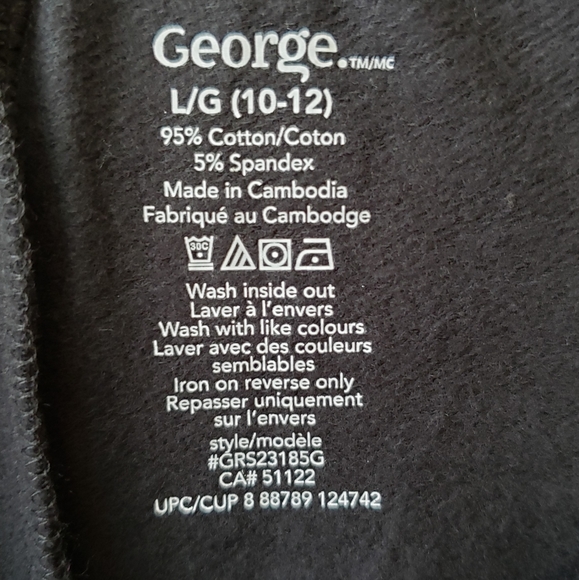 George.TM/MC
L/G (10-12)
95% Cotton/Coton
5% Spandex
Made in Cambodia
Fabriqué au Cambodge
30C
Wash inside out
Laver à l'envers
Wash with like colours
Laver avec des couleurs
semblables
Iron on reverse only
Repasser uniquement
sur l'envers
style/modèle
#GRS23185G
CA# 51122
UPC/CUP 8 88789 124742